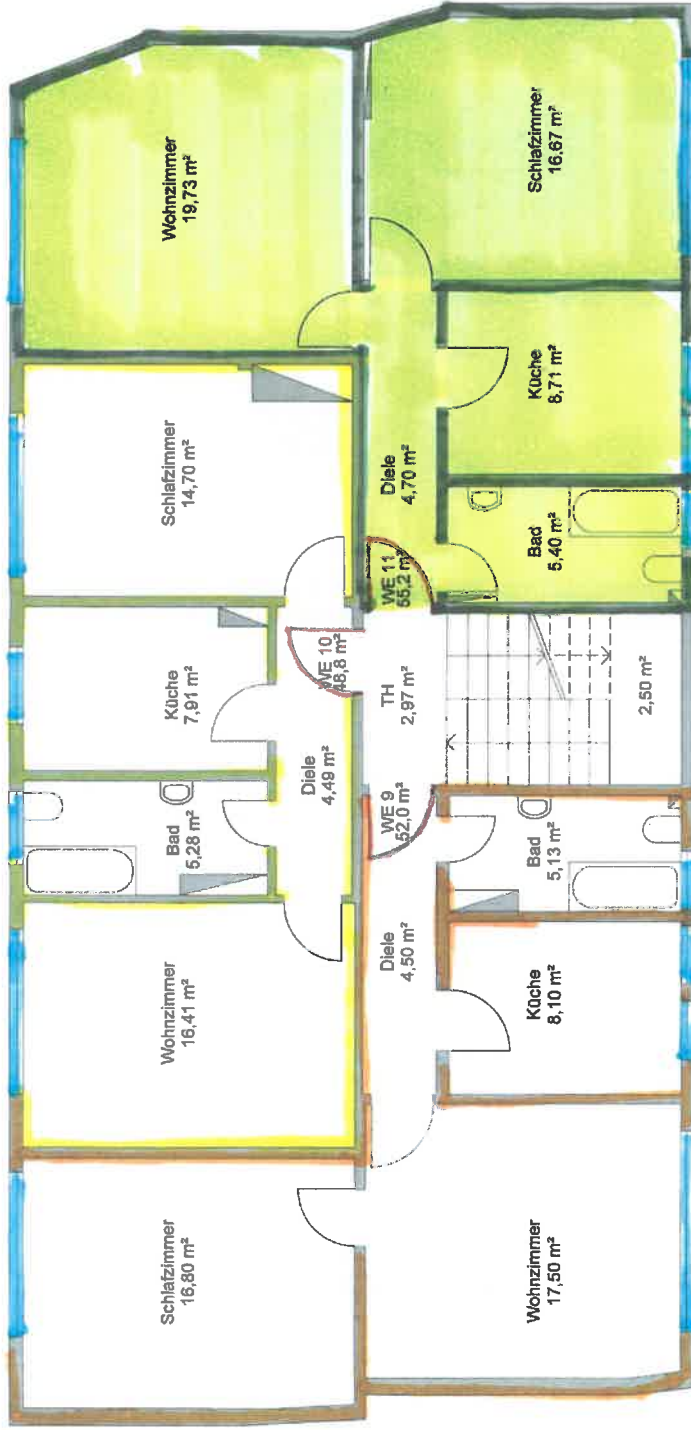 Wohnzimmer
19,73 m²
Schlafzimmer
16,67 m²
Schlafzimmer
14,70 m²
Küche
8,71 m²
Diele
4,70 m²
Bad
5,40 m²
WE 11
55,2 m²
Küche
7,91 m²
WE 10
48,8 m²
TH
2,97 m²
2,50 m²
Diele
4,49 m²
Bad
5,28 m²
WE 9
52,0 m²
Bad
5,13 m²
Wohnzimmer
16,41 m²
Diele
4,50 m²
Küche
8,10 m²
Schlafzimmer
16,80 m²
Wohnzimmer
17,50 m²